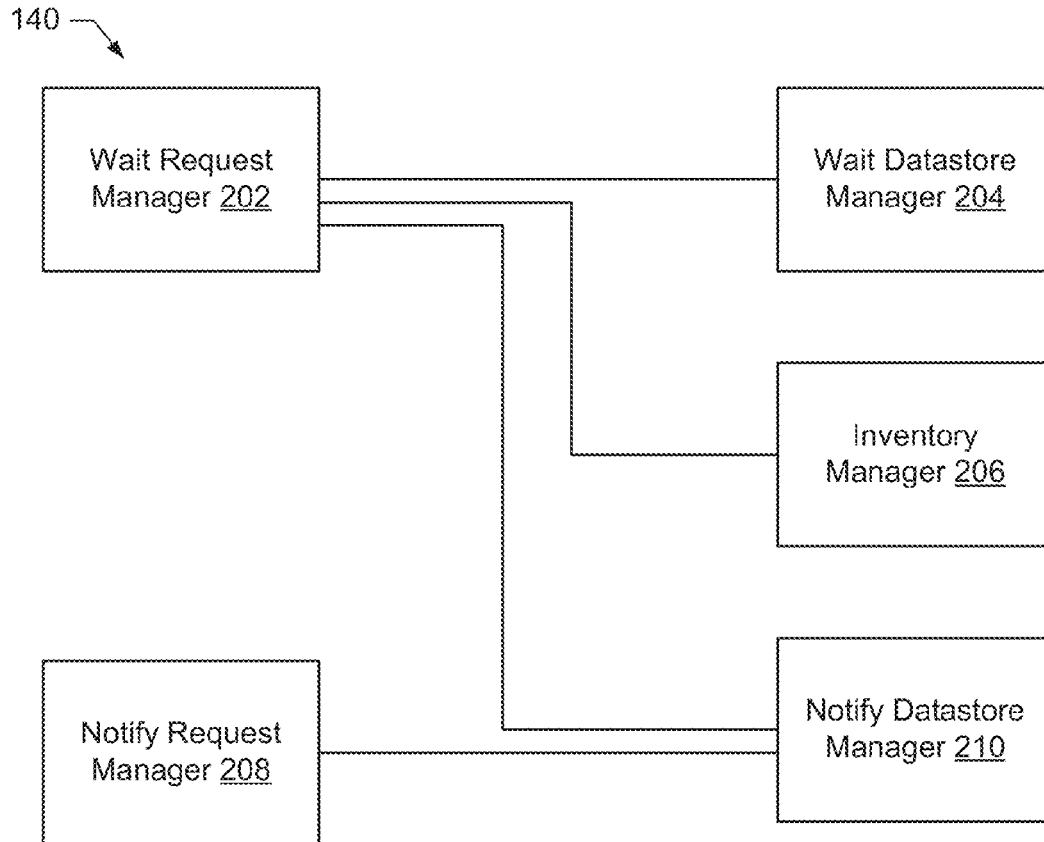 140
Wait Request
Manager 202
Wait Datastore
Manager 204
Inventory
Manager 206
Notify Request
Manager 208
Notify Datastore
Manager 210